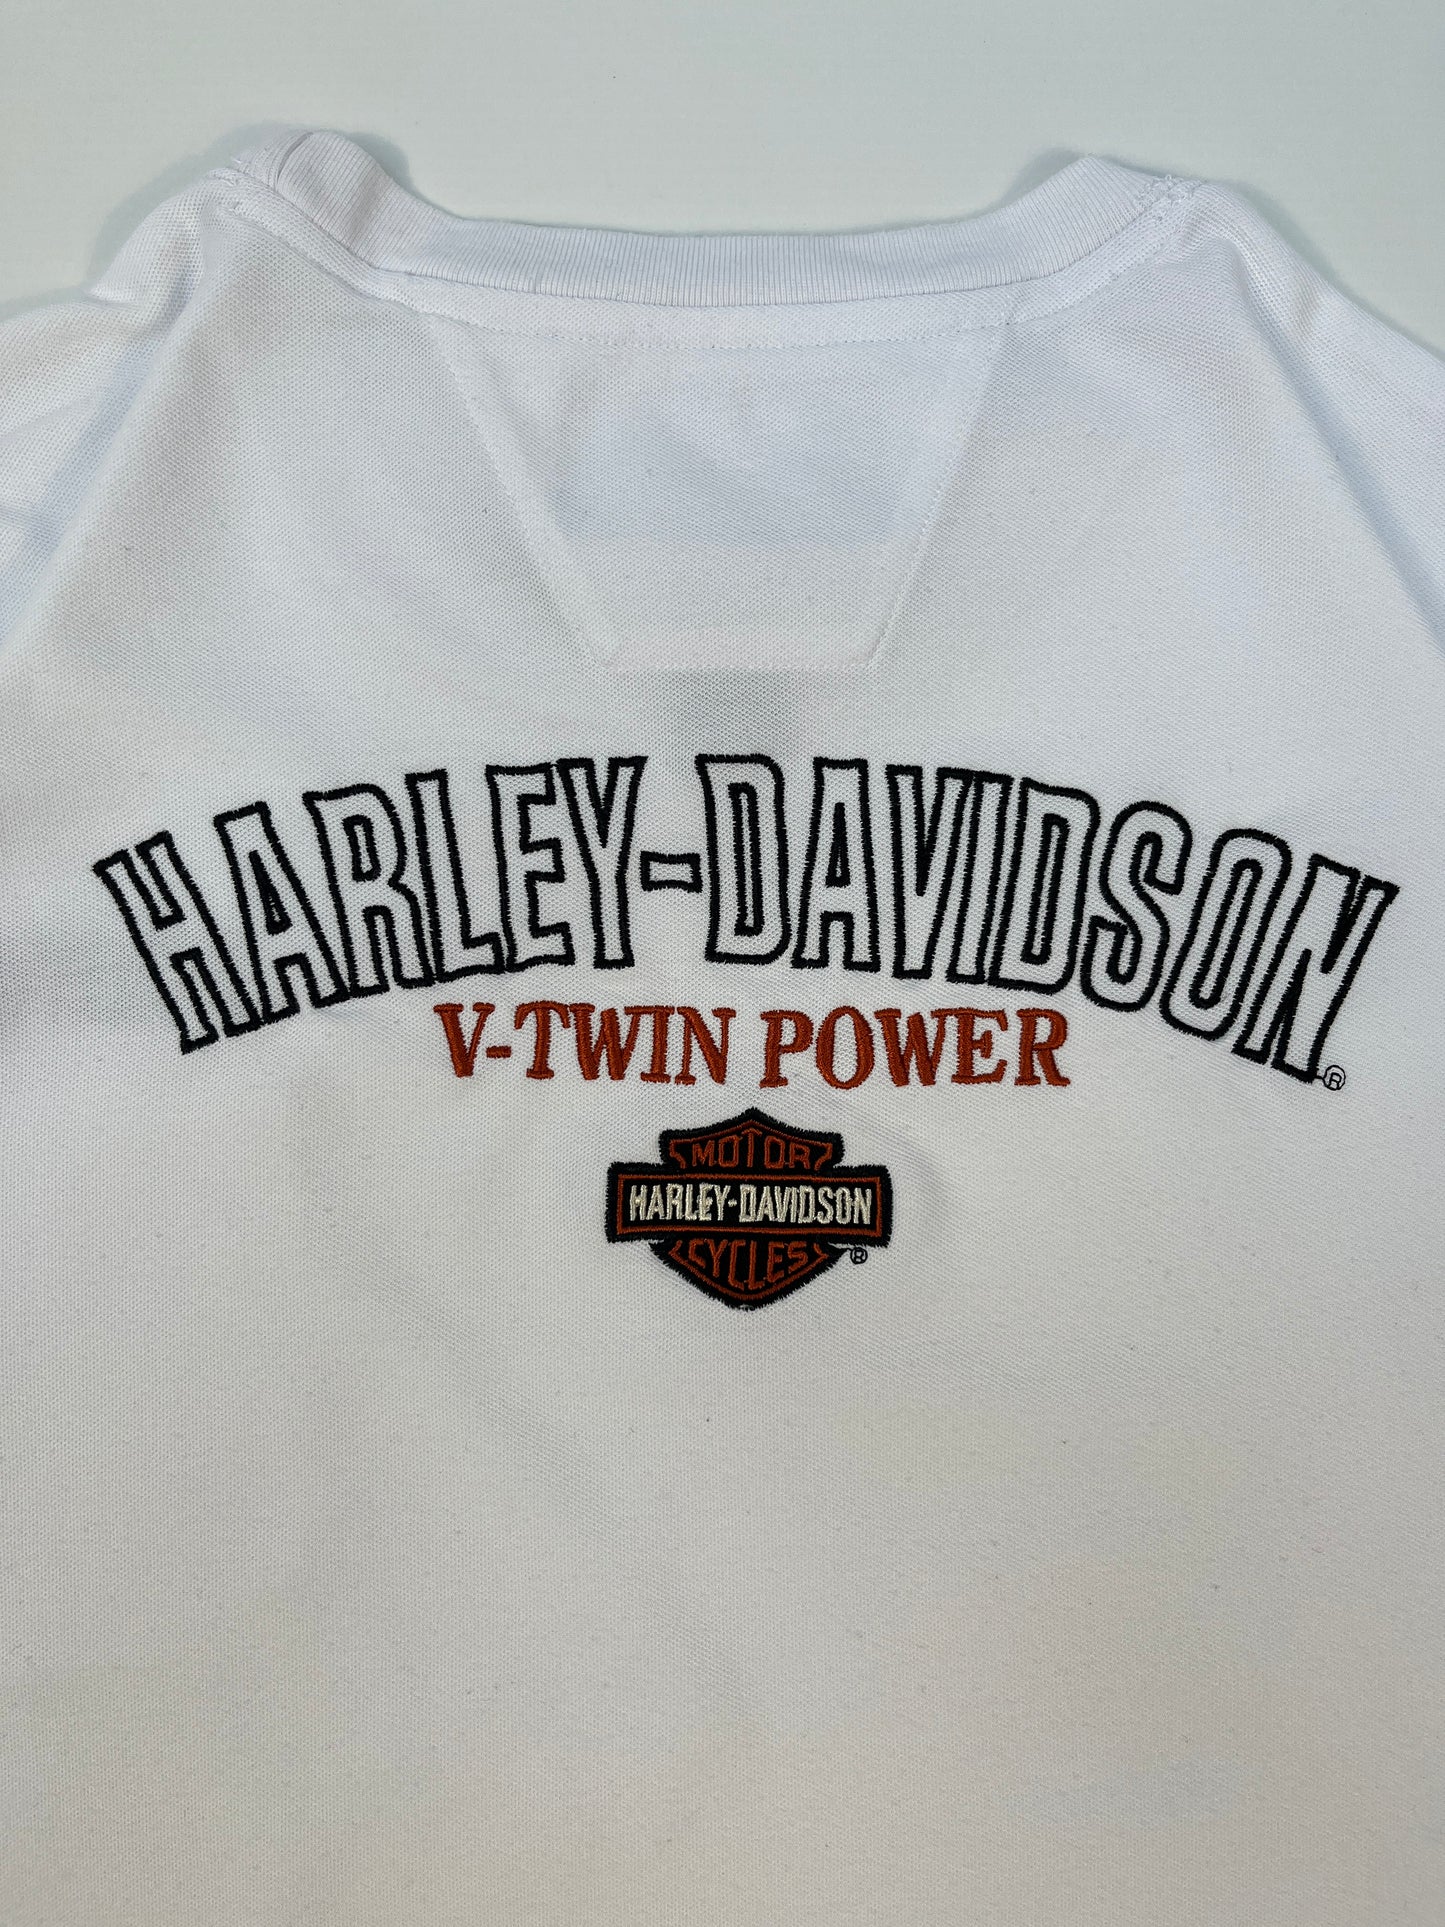 HARLEY-DAVIDSON®
V-TWIN POWER
MOTOR
HARLEY-DAVIDSON
CYCLES®